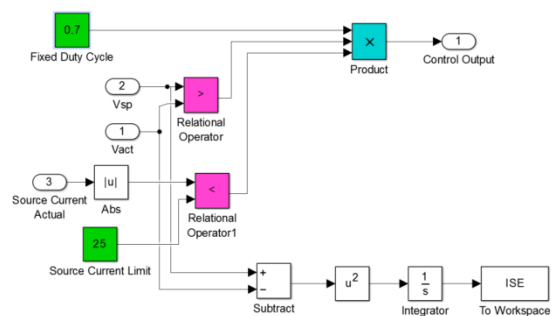 0.7
Fixed Duty Cycle
×
Product
1
Control Output
2
Vsp
>
Relational
Operator
1
Vact
3
Source Current
Actual
|u|
Abs
<
Relational
Operator1
25
Source Current Limit
+
−
Subtract
u²
1
s
Integrator
ISE
To Workspace